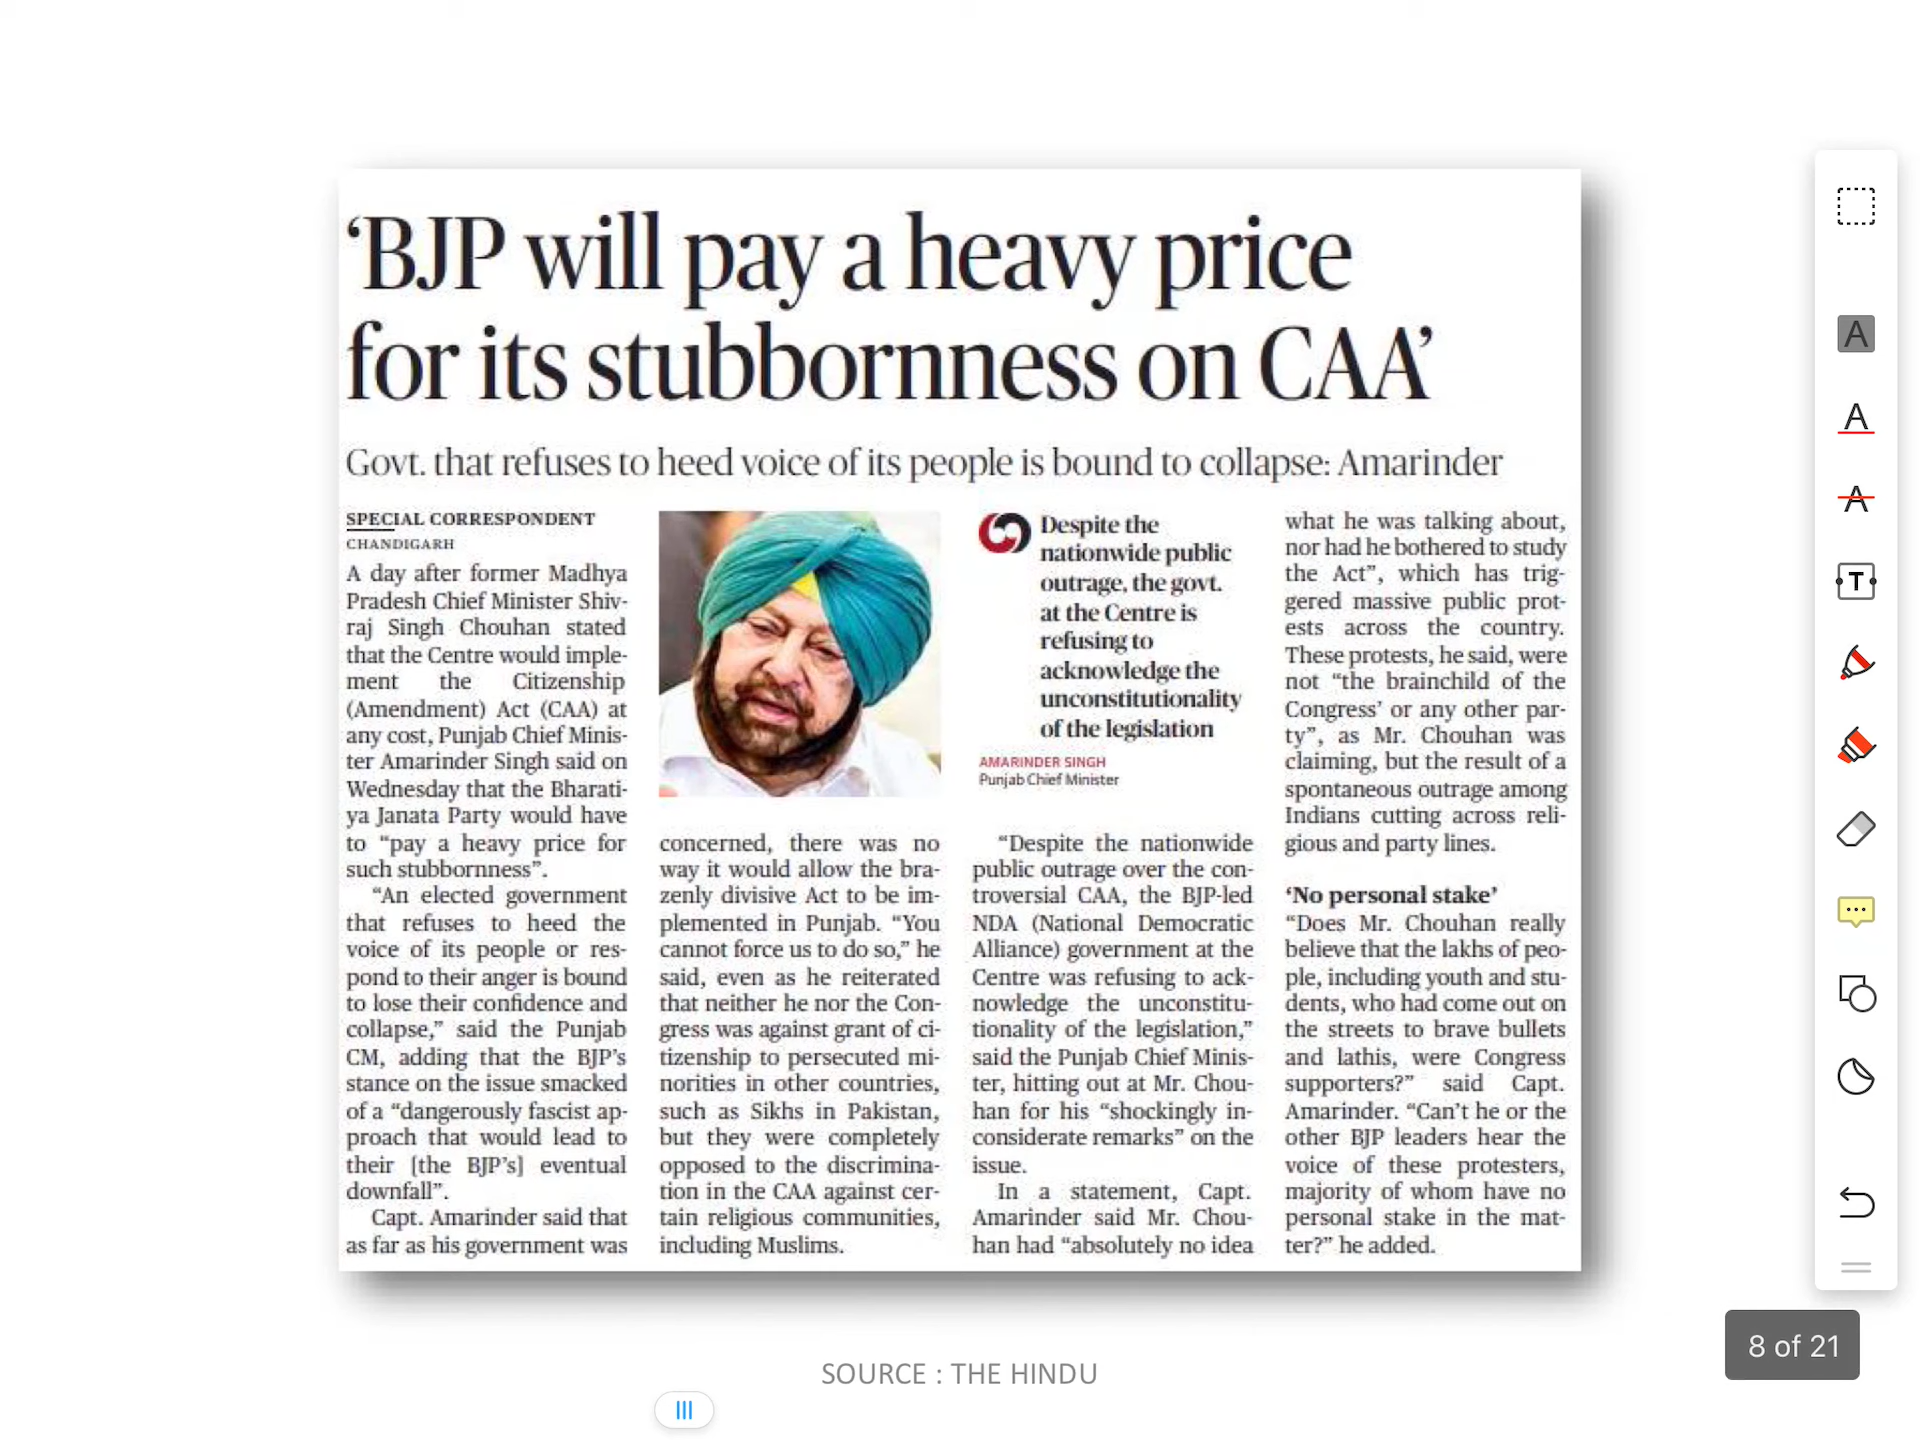 ‘BJP will pay a heavy price
for its stubbornness on CAA’
Govt. that refuses to heed voice of its people is bound to collapse: Amarinder
SPECIAL CORRESPONDENT
CHANDIGARH
A day after former Madhya
Pradesh Chief Minister Shiv-
raj Singh Chouhan stated
that the Centre would imple-
ment the Citizenship
(Amendment) Act (CAA) at
any cost, Punjab Chief Minis-
ter Amarinder Singh said on
Wednesday that the Bharati-
ya Janata Party would have
to “pay a heavy price for
such stubbornness”.
“An elected government
that refuses to heed the
voice of its people or res-
pond to their anger is bound
to lose their confidence and
collapse,” said the Punjab
CM, adding that the BJP’s
stance on the issue smacked
of a “dangerously fascist ap-
proach that would lead to
their [the BJP’s] eventual
downfall”.
Capt. Amarinder said that
as far as his government was
concerned, there was no
way it would allow the bra-
zenly divisive Act to be im-
plemented in Punjab. “You
cannot force us to do so,” he
said, even as he reiterated
that neither he nor the Con-
gress was against grant of ci-
tizenship to persecuted mi-
norities in other countries,
such as Sikhs in Pakistan,
but they were completely
opposed to the discrimina-
tion in the CAA against cer-
tain religious communities,
including Muslims.
Despite the
nationwide public
outrage, the govt.
at the Centre is
refusing to
acknowledge the
unconstitutionality
of the legislation
AMARINDER SINGH
Punjab Chief Minister
“Despite the nationwide
public outrage over the con-
troversial CAA, the BJP-led
NDA (National Democratic
Alliance) government at the
Centre was refusing to ack-
nowledge the unconstitu-
tionality of the legislation,”
said the Punjab Chief Minis-
ter, hitting out at Mr. Chou-
han for his “shockingly in-
considerate remarks” on the
issue.
In a statement, Capt.
Amarinder said Mr. Chou-
han had “absolutely no idea
what he was talking about,
nor had he bothered to study
the Act”, which has trig-
gered massive public prot-
ests across the country.
These protests, he said, were
not “the brainchild of the
Congress’ or any other par-
ty”, as Mr. Chouhan was
claiming, but the result of a
spontaneous outrage among
Indians cutting across reli-
gious and party lines.
‘No personal stake’
“Does Mr. Chouhan really
believe that the lakhs of peo-
ple, including youth and stu-
dents, who had come out on
the streets to brave bullets
and lathis, were Congress
supporters?” said Capt.
Amarinder. “Can’t he or the
other BJP leaders hear the
voice of these protesters,
majority of whom have no
personal stake in the mat-
ter?” he added.
SOURCE : THE HINDU
A
A
A
T
8 of 21